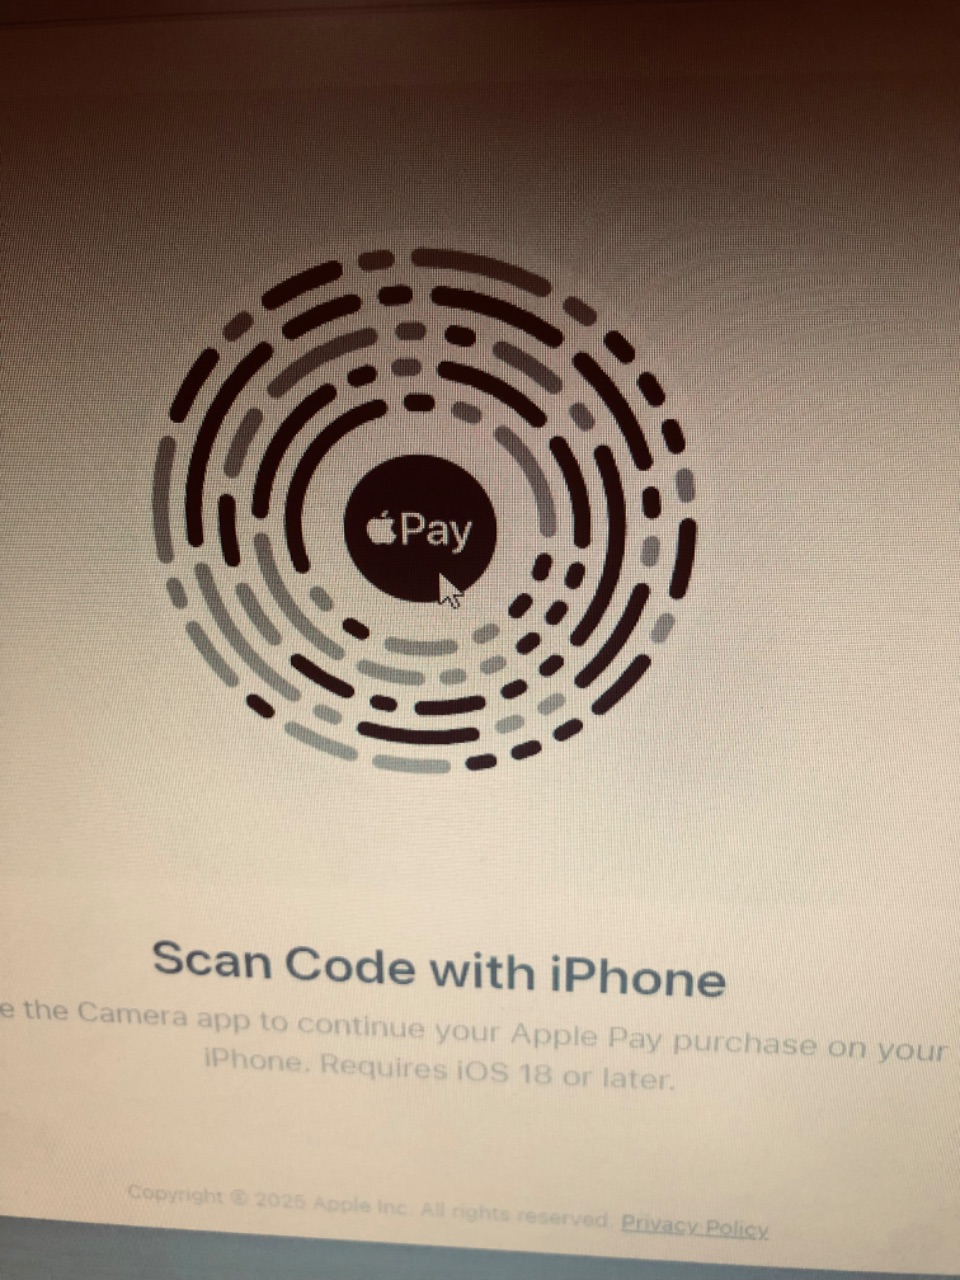 Pay
Scan Code with iPhone
e the Camera app to continue your Apple Pay purchase on your
iPhone. Requires iOS 18 or later.
Copyright © 2025 Apple Inc. All rights reserved. Privacy Policy